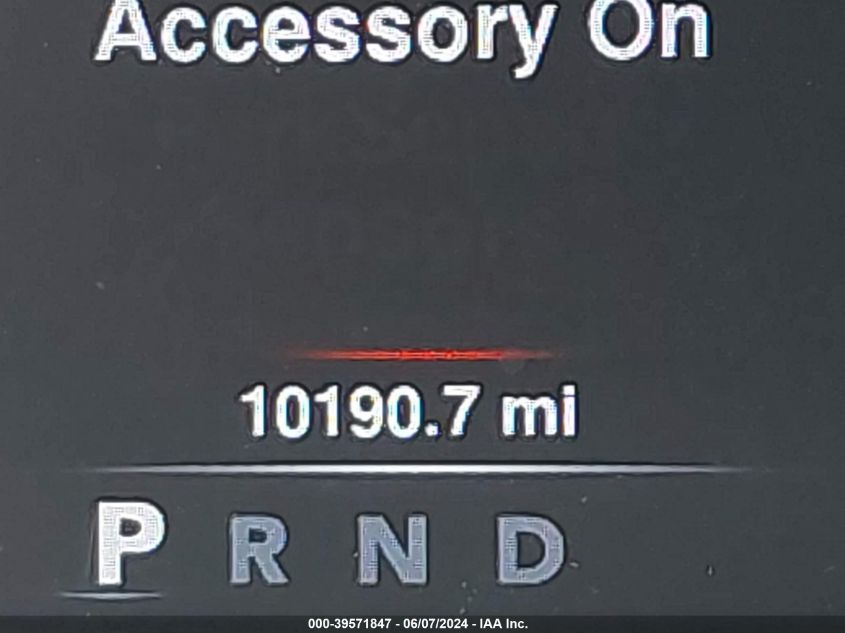 Accessory On
10190.7 mi
P R N D
000-39571847 - 06/07/2024 - IAA Inc.